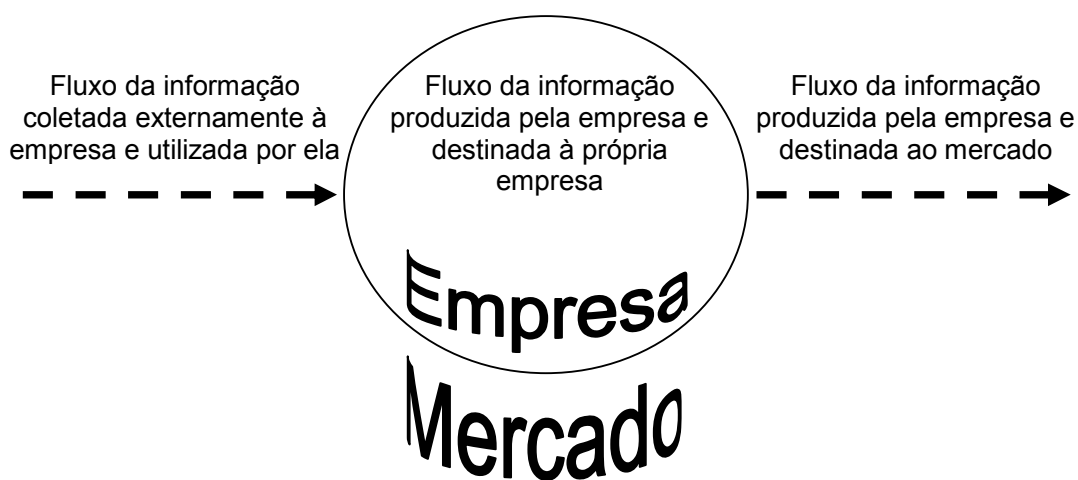 Fluxo da informação
coletada externamente à
empresa e utilizada por ela
Fluxo da informação
produzida pela empresa e
destinada à própria
empresa
Fluxo da informação
produzida pela empresa e
destinada ao mercado
Empresa
Mercado